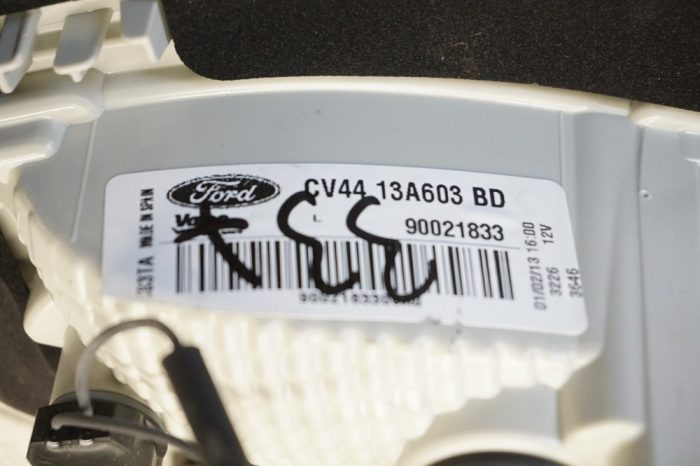 Ford
CV44 13A603 BD
L
90021833
MADE IN SPAIN
01/02/13 16:00
3226 12V
3646